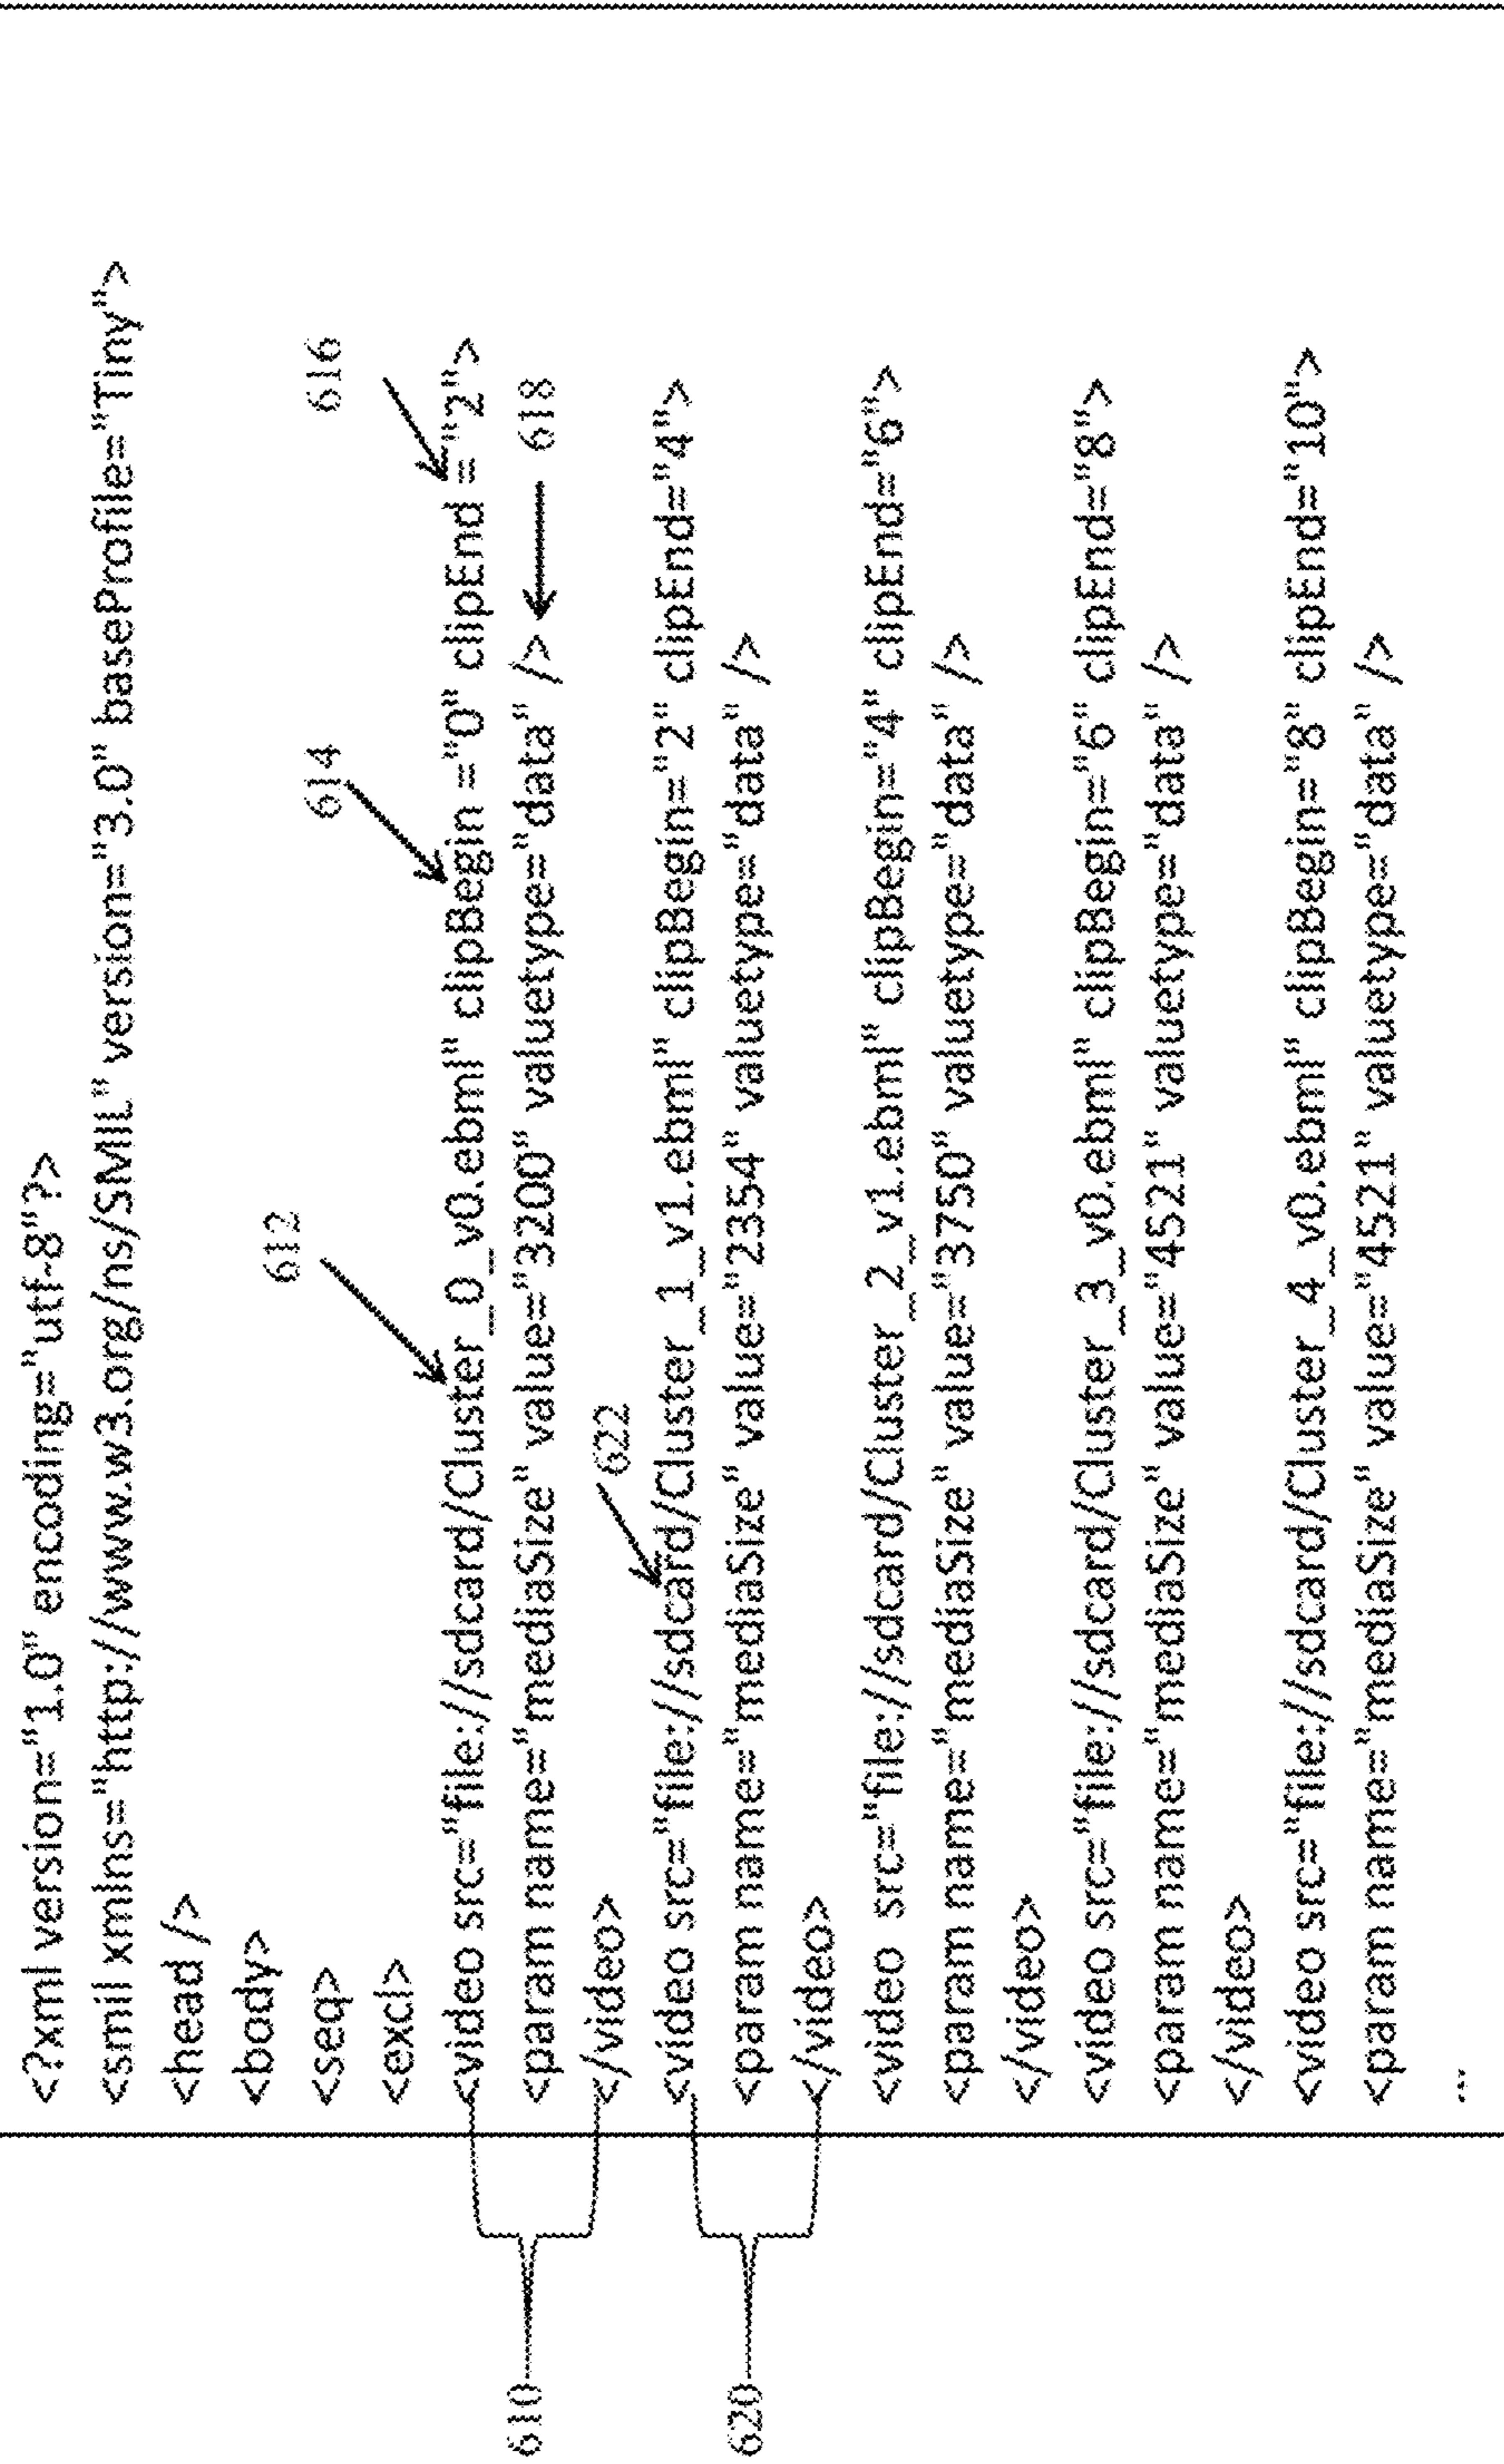 <?xml version="1.0" encoding="utf-8"?>
<smil xmlns="http://www.w3.org/ns/SMIL" version="3.0" baseProfile="Tiny">
<head />
<body>
<seq>
<excl>
612
614
616
<video src="file://sdcard/Cluster_0_v0.ebml" clipBegin ="0" clipEnd ="2">
610
<param name="mediaSize" value="3200" valuetype="data" />
618
</video>
622
<video src="file://sdcard/Cluster_1_v1.ebml" clipBegin="2" clipEnd="4">
620
<param name="mediaSize" value="2354" valuetype="data" />
</video>
<video  src="file://sdcard/Cluster_2_v1.ebml" clipBegin="4" clipEnd="6">
<param name="mediaSize" value="3750" valuetype="data" />
</video>
<video src="file://sdcard/Cluster_3_v0.ebml" clipBegin="6" clipEnd="8">
<param name="mediaSize" value="4521" valuetype="data" />
</video>
<video src="file://sdcard/Cluster_4_v0.ebml" clipBegin="8" clipEnd="10">
<param name="mediaSize" value="4521" valuetype="data" />
...